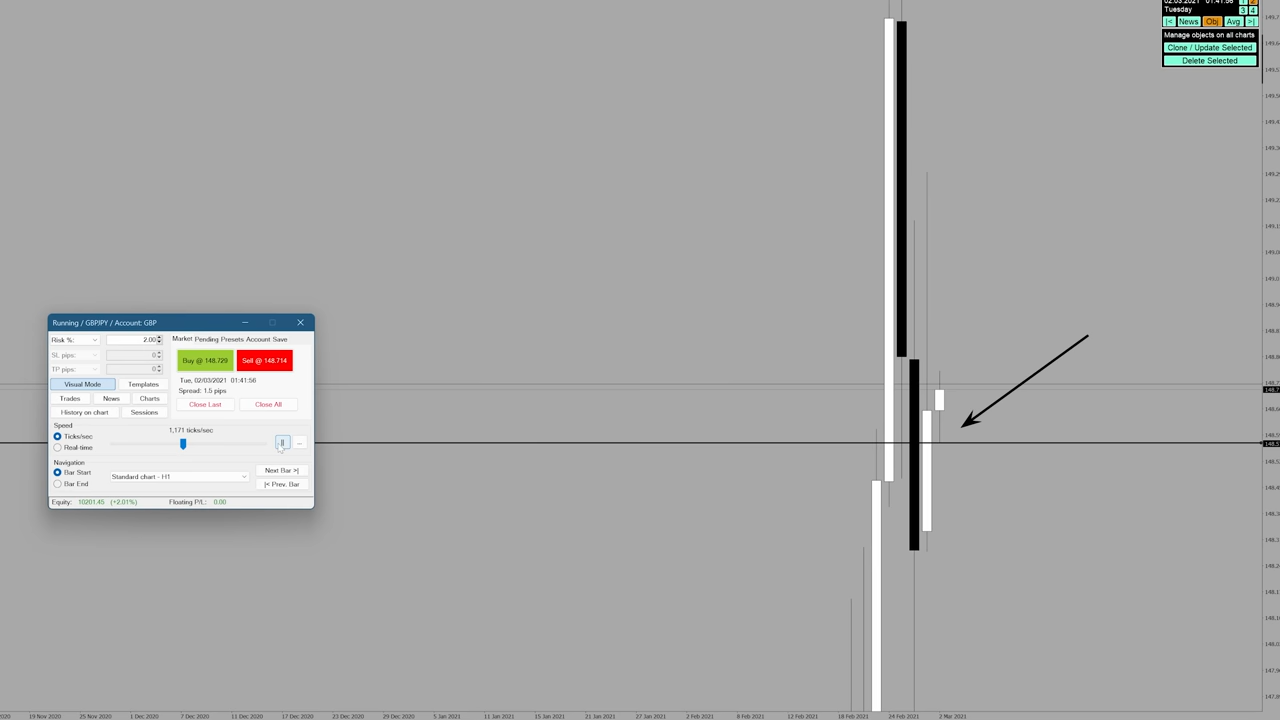 02.03.2021 01:41:56 1 2
Tuesday 3 4
|< News Obj Avg >|
Manage objects on all charts
Clone / Update Selected
Delete Selected
Running / GBPJPY / Account: GBP
Risk %: 2.00
SL pips: 0
TP pips: 0
Visual Mode Templates
Trades News Charts
History on chart Sessions
Market Pending Presets Account Save
Buy @ 148.729 Sell @ 148.714
Tue, 02/03/2021 01:41:56
Spread: 1.5 pips
Close Last Close All
Speed
1,171 ticks/sec
Ticks/sec
Real-time
...
Navigation
Bar Start
Bar End
Standard chart - H1
Next Bar >|
|< Prev. Bar
Equity: 10201.45 (+2.01%) Floating P/L: 0.00
19 Nov 2020 25 Nov 2020 1 Dec 2020 7 Dec 2020 11 Dec 2020 17 Dec 2020 23 Dec 2020 29 Dec 2020 5 Jan 2021 11 Jan 2021 15 Jan 2021 21 Jan 2021 27 Jan 2021 2 Feb 2021 8 Feb 2021 12 Feb 2021 18 Feb 2021 24 Feb 2021 2 Mar 2021